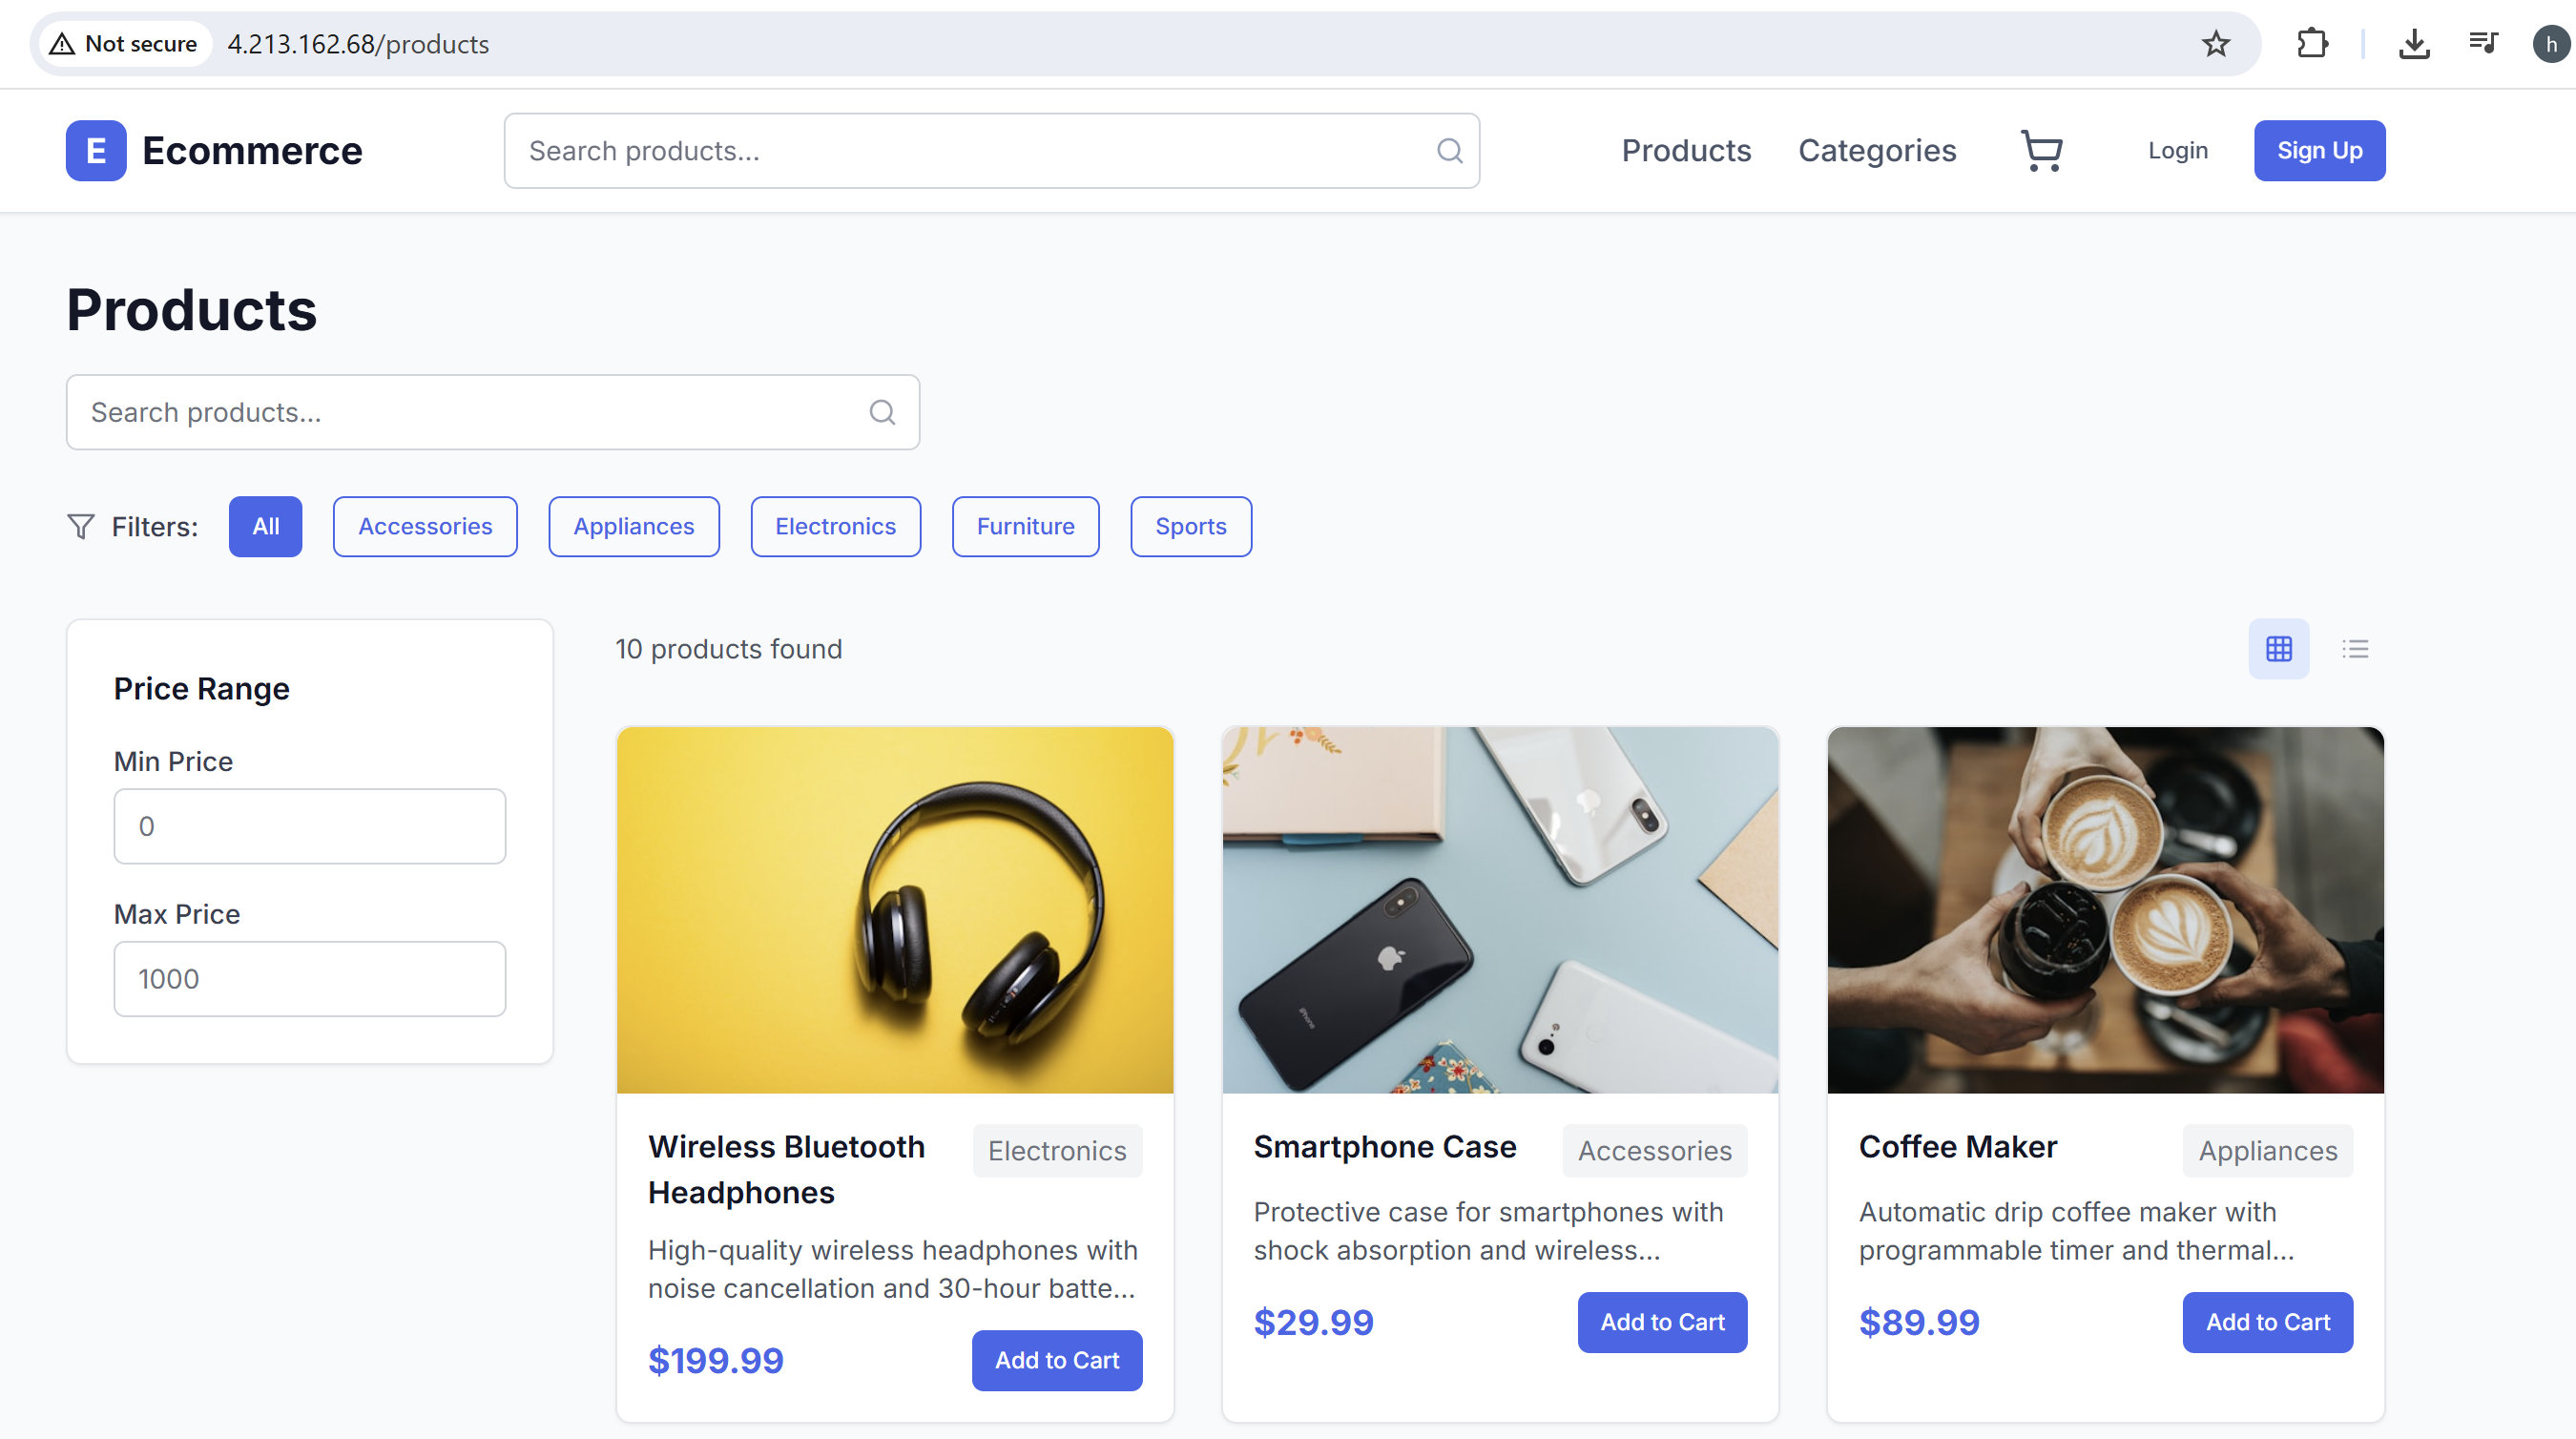 Not secure 4.213.162.68/products h
E Ecommerce Search products... Products Categories Login Sign Up
Products
Search products...
Filters: All Accessories Appliances Electronics Furniture Sports
10 products found
Price Range
Min Price
0
Max Price
1000
Wireless Bluetooth Headphones Electronics
High-quality wireless headphones with
noise cancellation and 30-hour batte...
$199.99 Add to Cart
Smartphone Case Accessories
Protective case for smartphones with
shock absorption and wireless...
$29.99 Add to Cart
Coffee Maker Appliances
Automatic drip coffee maker with
programmable timer and thermal...
$89.99 Add to Cart